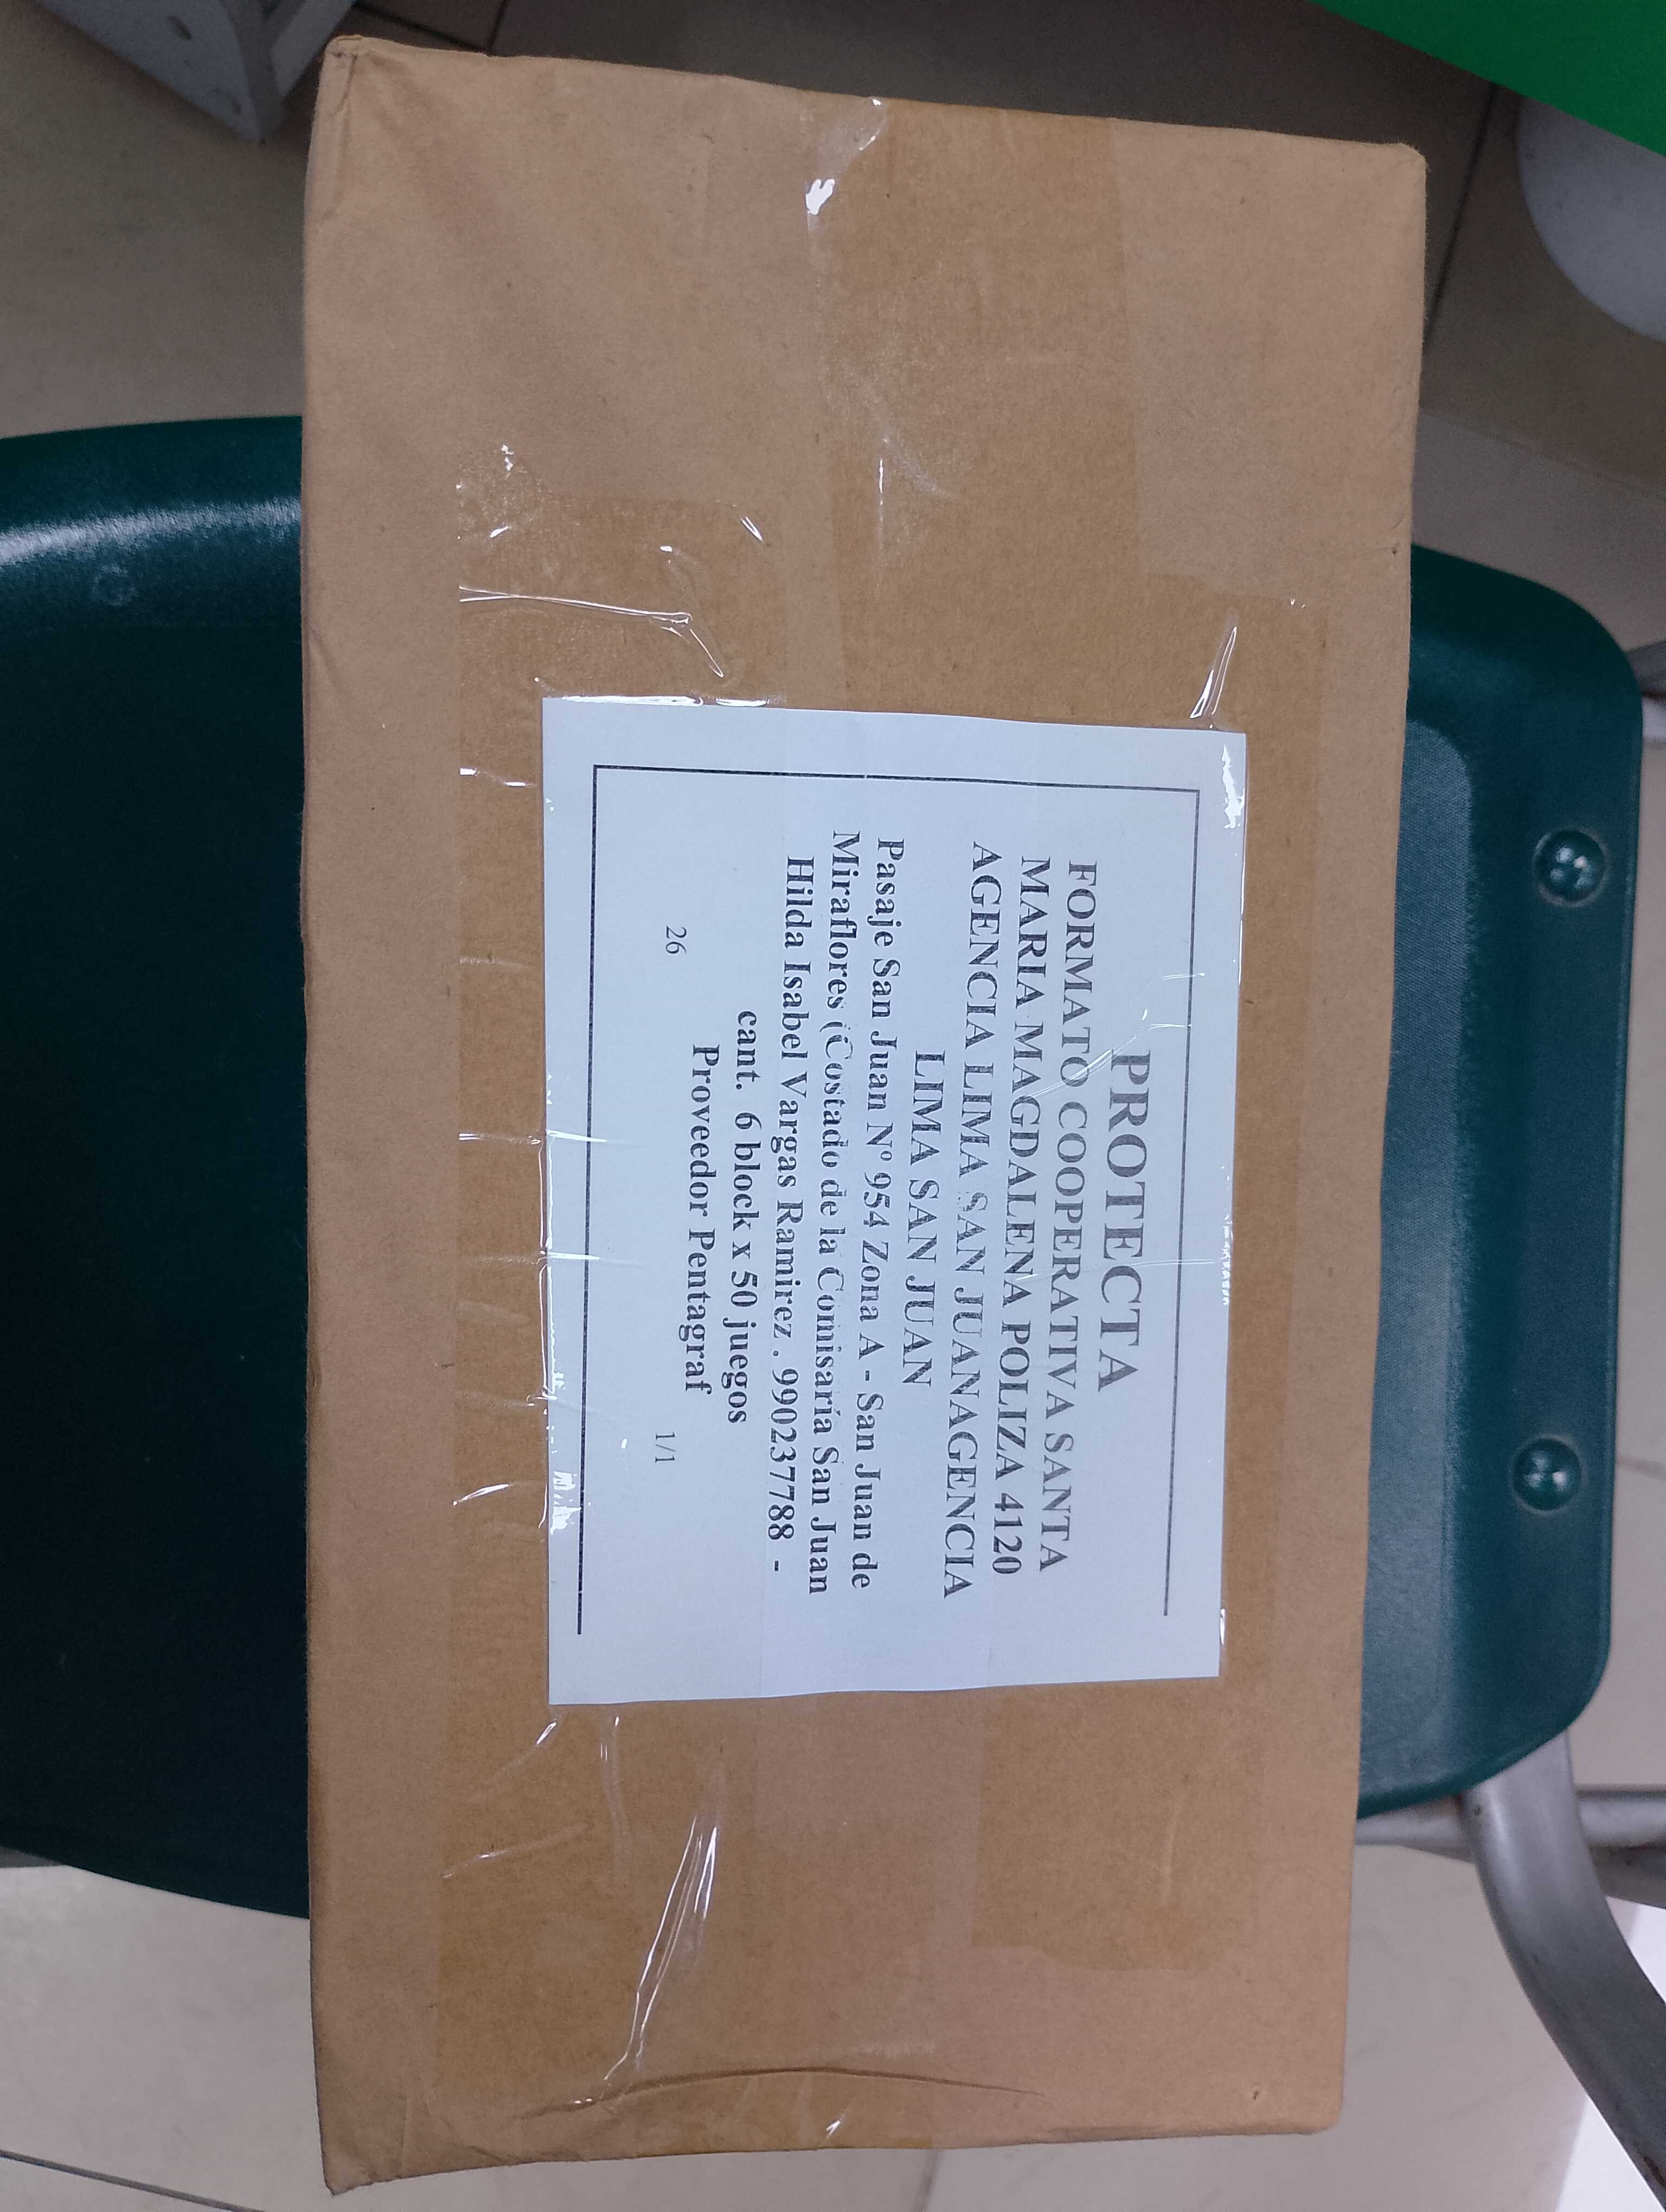 PROTECTA
FORMATO COOPERATIVA SANTA
MARIA MAGDALENA POLIZA 4120
AGENCIA LIMA SAN JUANAGENCIA
LIMA SAN JUAN
Pasaje San Juan Nº 954 Zona A - San Juan de
Miraflores (Costado de la Comisaría San Juan
Hilda Isabel Vargas Ramirez . 990237788 -
cant. 6 block x 50 juegos
Proveedor Pentagraf
26 1/1